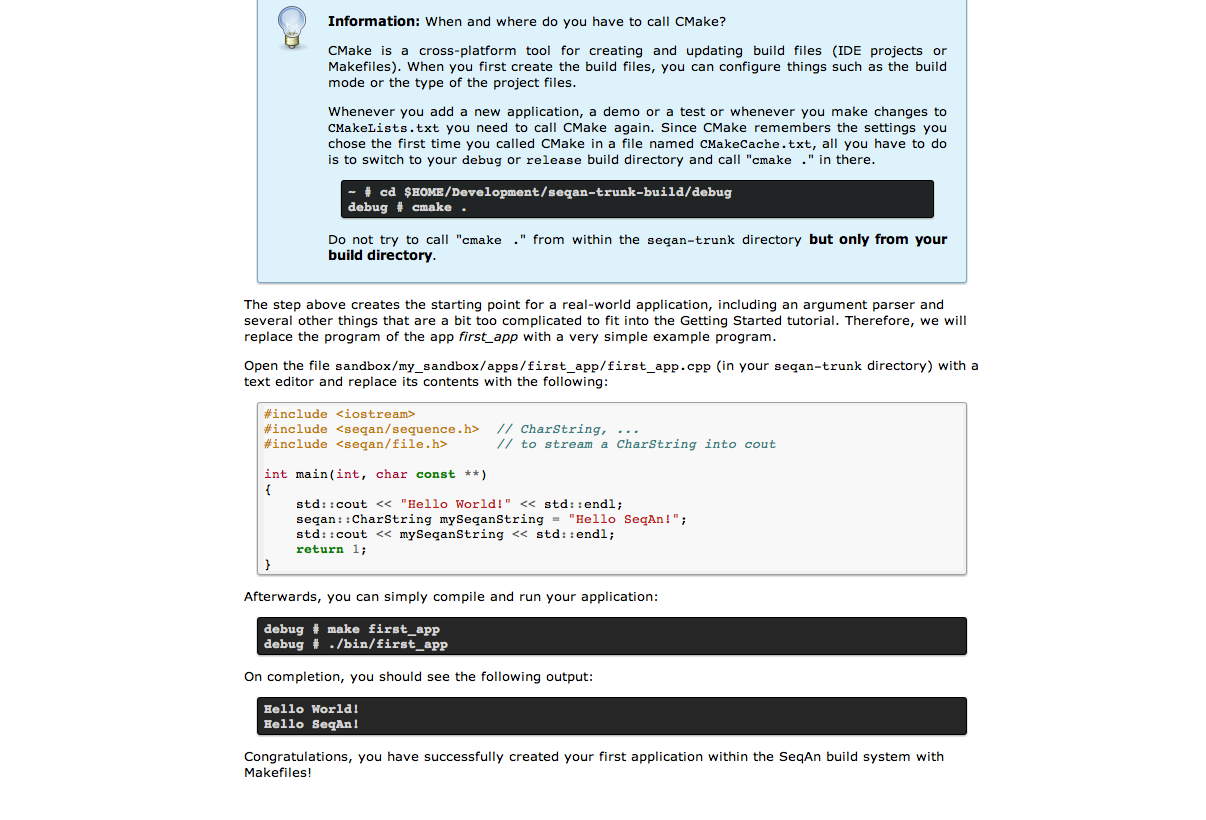 Information: When and where do you have to call CMake?
CMake is a cross-platform tool for creating and updating build files (IDE projects or
Makefiles). When you first create the build files, you can configure things such as the build
mode or the type of the project files.
Whenever you add a new application, a demo or a test or whenever you make changes to
CMakeLists.txt you need to call CMake again. Since CMake remembers the settings you
chose the first time you called CMake in a file named CMakeCache.txt, all you have to do
is to switch to your debug or release build directory and call "cmake ." in there.
~ # cd $HOME/Development/seqan-trunk-build/debug
debug # cmake .
Do not try to call "cmake ." from within the seqan-trunk directory but only from your
build directory.
The step above creates the starting point for a real-world application, including an argument parser and
several other things that are a bit too complicated to fit into the Getting Started tutorial. Therefore, we will
replace the program of the app first_app with a very simple example program.
Open the file sandbox/my_sandbox/apps/first_app/first_app.cpp (in your seqan-trunk directory) with a
text editor and replace its contents with the following:
#include <iostream>
#include <seqan/sequence.h>  // CharString, ...
#include <seqan/file.h>      // to stream a CharString into cout
int main(int, char const **)
{
    std::cout << "Hello World!" << std::endl;
    seqan::CharString mySeqanString = "Hello SeqAn!";
    std::cout << mySeqanString << std::endl;
    return 1;
}
Afterwards, you can simply compile and run your application:
debug # make first_app
debug # ./bin/first_app
On completion, you should see the following output:
Hello World!
Hello SeqAn!
Congratulations, you have successfully created your first application within the SeqAn build system with
Makefiles!